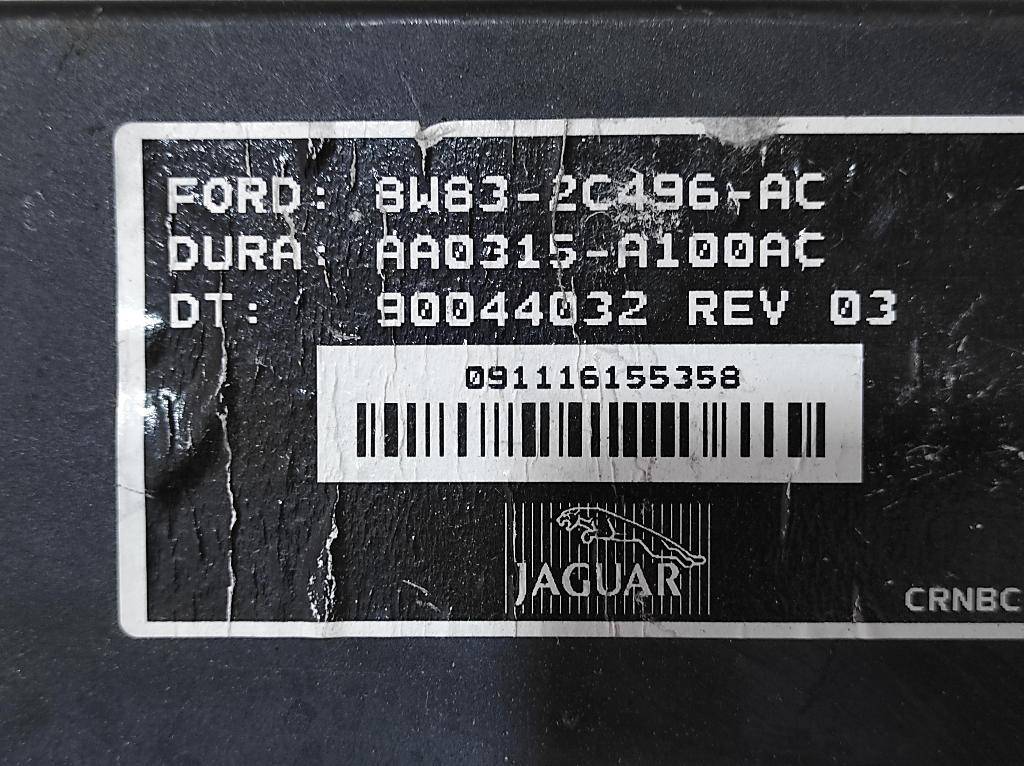 FORD: 8W83-2C496-AC
DURA: AA0315-A100AC
DT: 90044032 REV 03
091116155358
JAGUAR
CRNBC